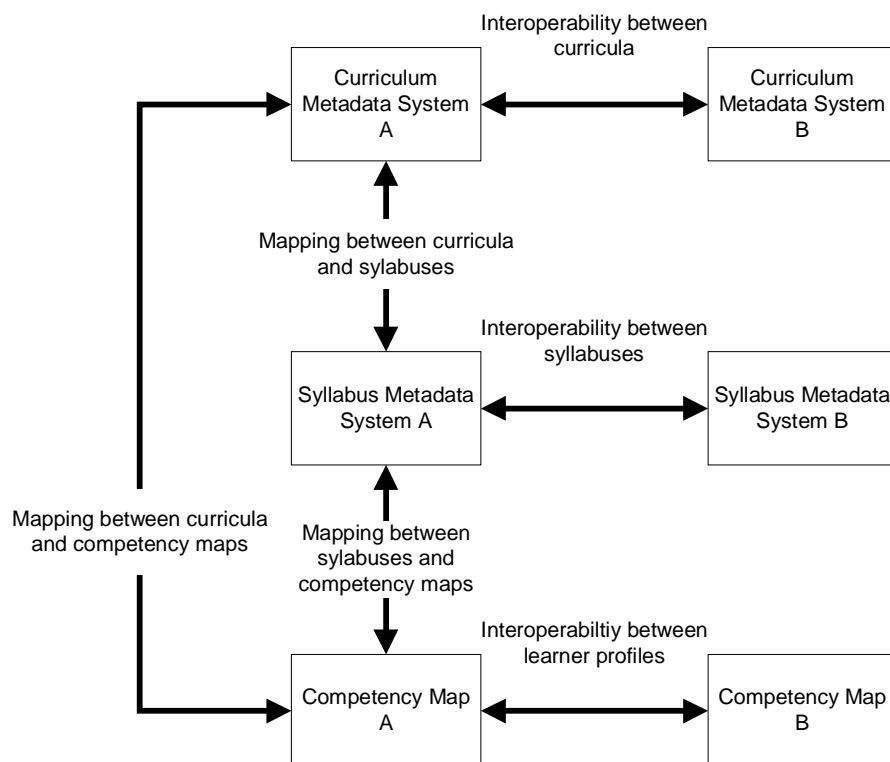 Interoperability between
curricula
Curriculum
Metadata System
A
Curriculum
Metadata System
B
Mapping between curricula
and sylabuses
Interoperability between
syllabuses
Syllabus Metadata
System A
Syllabus Metadata
System B
Mapping between curricula
and competency maps
Mapping between
sylabuses and
competency maps
Interoperabiltiy between
learner profiles
Competency Map
A
Competency Map
B